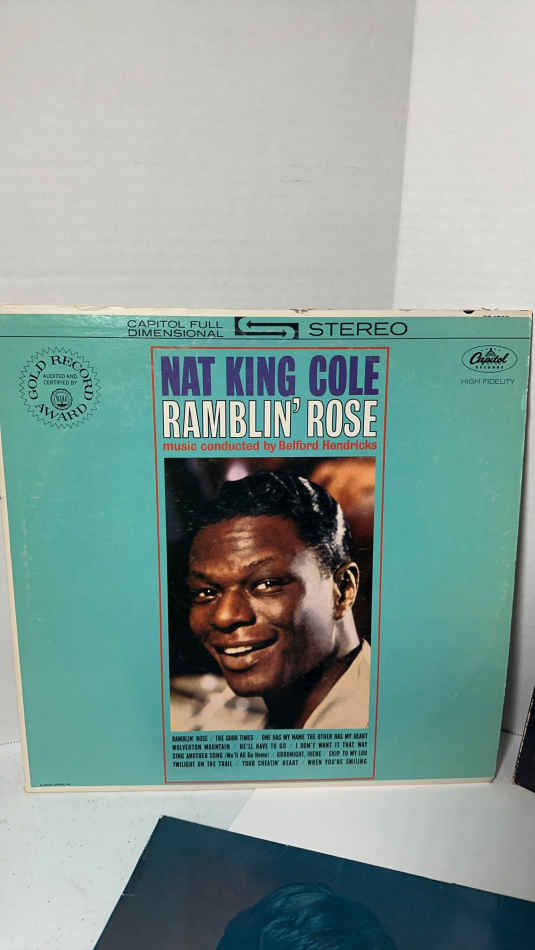 CAPITOL FULL
DIMENSIONAL
STEREO
GOLD RECORD
AUDITED AND
CERTIFIED BY
RIAA
AWARD
Capitol
RECORDS
HIGH FIDELITY
NAT KING COLE
RAMBLIN' ROSE
music conducted by Belford Hendricks
RAMBLIN' ROSE / THE GOOD TIMES / ONE HAS MY NAME THE OTHER HAS MY HEART
WOLVERTON MOUNTAIN / HE'LL HAVE TO GO / I DON'T WANT IT THAT WAY
SING ANOTHER SONG (We'll All Go Home) / GOODNIGHT, IRENE / SKIP TO MY LOU
TWILIGHT ON THE TRAIL / YOUR CHEATIN' HEART / WHEN YOU'RE SMILING